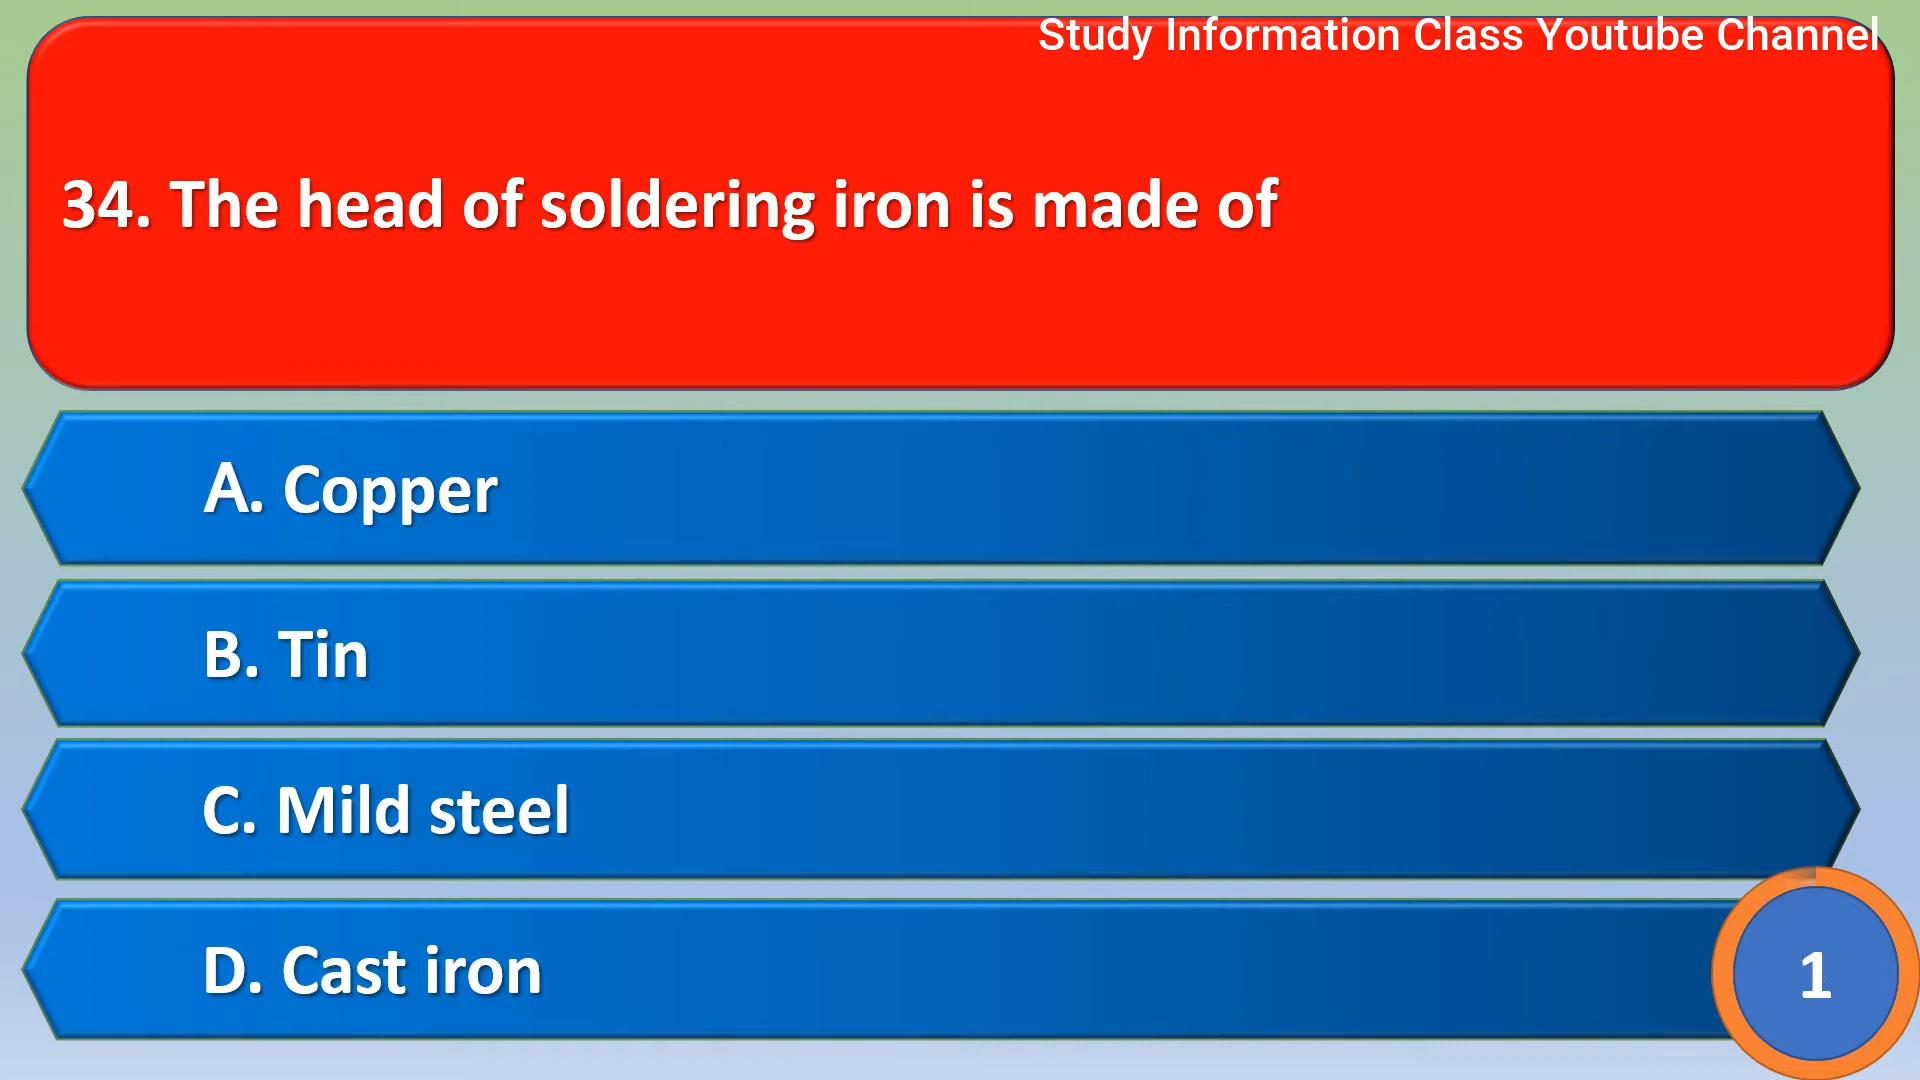 Study Information Class Youtube Channel
34. The head of soldering iron is made of
A. Copper
B. Tin
C. Mild steel
D. Cast iron
1